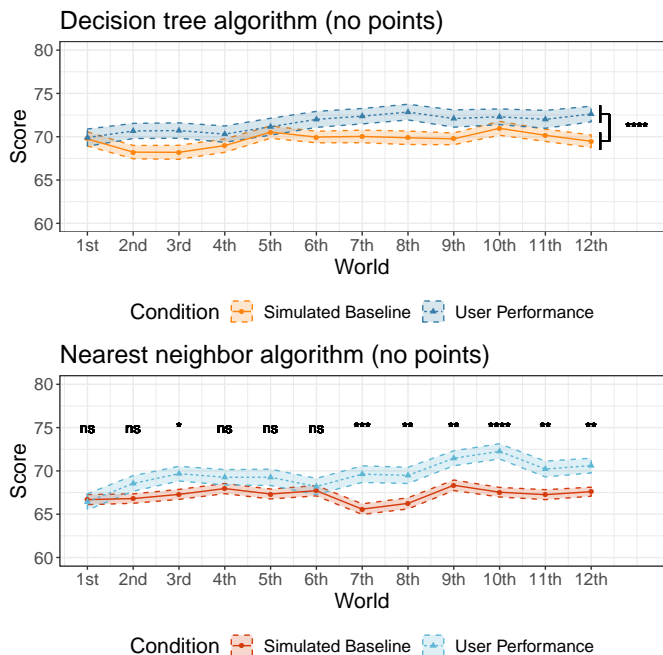 Decision tree algorithm (no points)
80
75
70
65
60
Score
****
1st 2nd 3rd 4th 5th 6th 7th 8th 9th 10th 11th 12th
World
Condition Simulated Baseline User Performance
Nearest neighbor algorithm (no points)
80
75
70
65
60
Score
ns ns * ns ns ns *** ** ** **** ** **
1st 2nd 3rd 4th 5th 6th 7th 8th 9th 10th 11th 12th
World
Condition Simulated Baseline User Performance